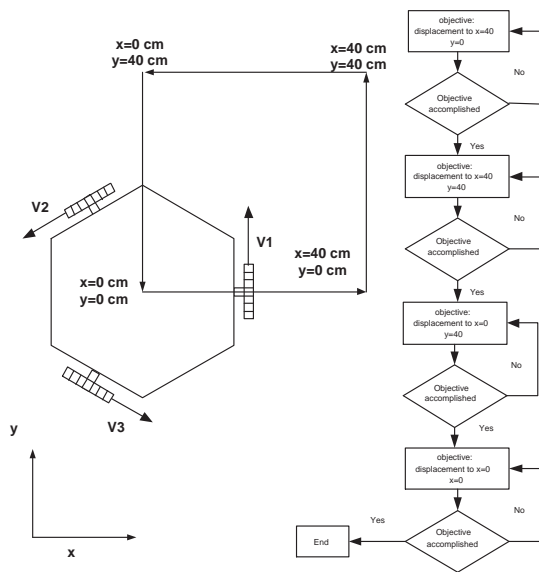 x=0 cm
y=40 cm
x=40 cm
y=40 cm
V2
V1
x=40 cm
y=0 cm
x=0 cm
y=0 cm
V3
y
x
objective:
displacement to x=40
y=0
No
Objective
accomplished
Yes
objective:
displacement to x=40
y=40
No
Objective
accomplished
Yes
objective:
displacement to x=0
y=40
No
Objective
accomplished
Yes
objective:
displacement to x=0
x=0
No
Yes
Objective
accomplished
End